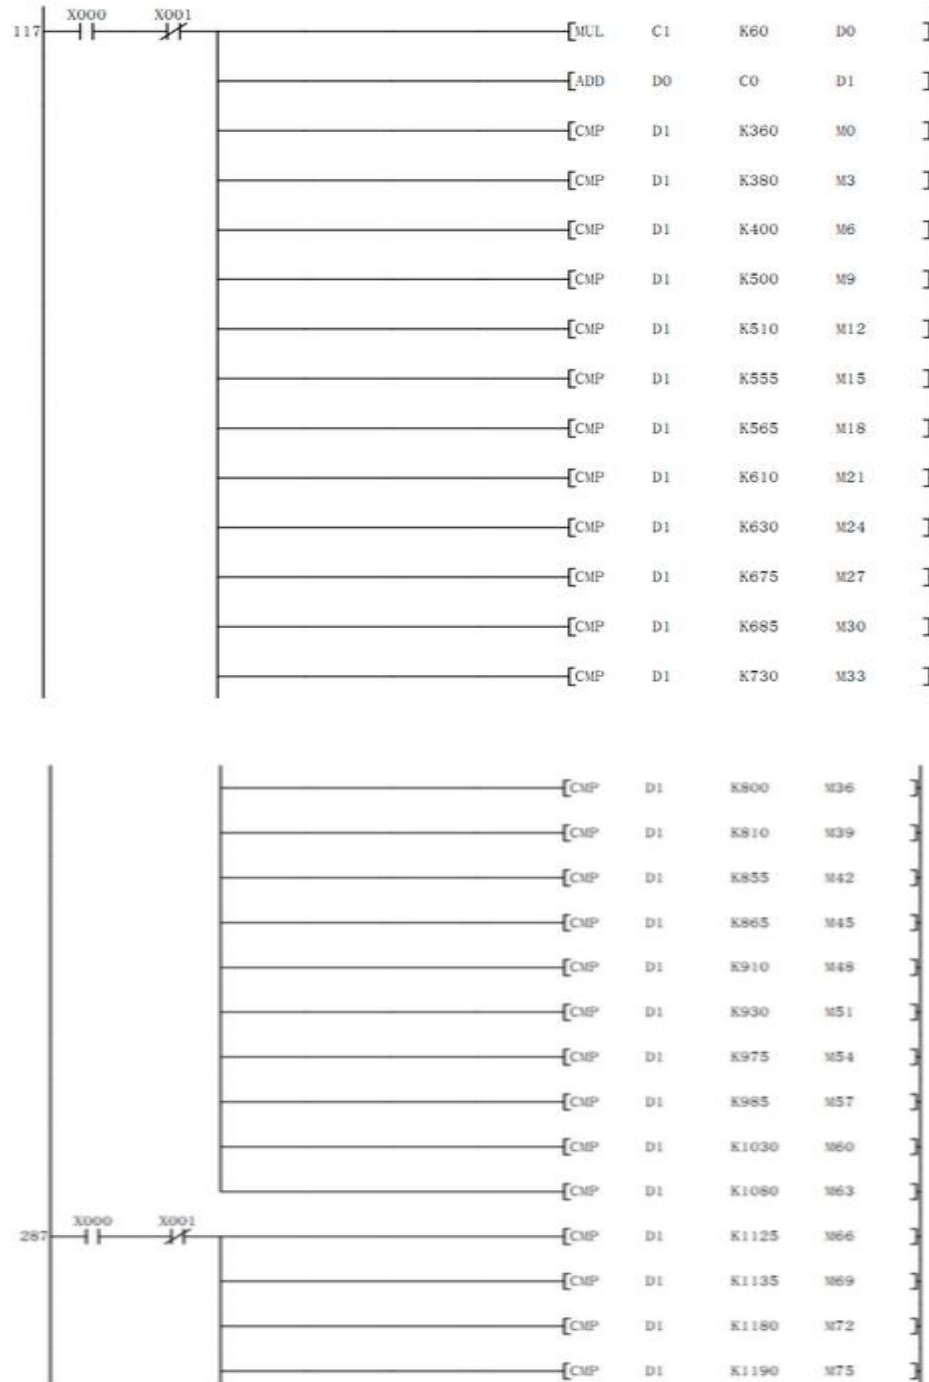 X000 X001
117 [MUL C1 K60 D0 ]
[ADD D0 C0 D1 ]
[CMP D1 K360 M0 ]
[CMP D1 K380 M3 ]
[CMP D1 K400 M6 ]
[CMP D1 K500 M9 ]
[CMP D1 K510 M12 ]
[CMP D1 K555 M15 ]
[CMP D1 K565 M18 ]
[CMP D1 K610 M21 ]
[CMP D1 K630 M24 ]
[CMP D1 K675 M27 ]
[CMP D1 K685 M30 ]
[CMP D1 K730 M33 ]
[CMP D1 K800 M36 ]
[CMP D1 K810 M39 ]
[CMP D1 K855 M42 ]
[CMP D1 K865 M45 ]
[CMP D1 K910 M48 ]
[CMP D1 K930 M51 ]
[CMP D1 K975 M54 ]
[CMP D1 K985 M57 ]
[CMP D1 K1030 M60 ]
[CMP D1 K1080 M63 ]
X000 X001
287 [CMP D1 K1125 M66 ]
[CMP D1 K1135 M69 ]
[CMP D1 K1180 M72 ]
[CMP D1 K1190 M75 ]